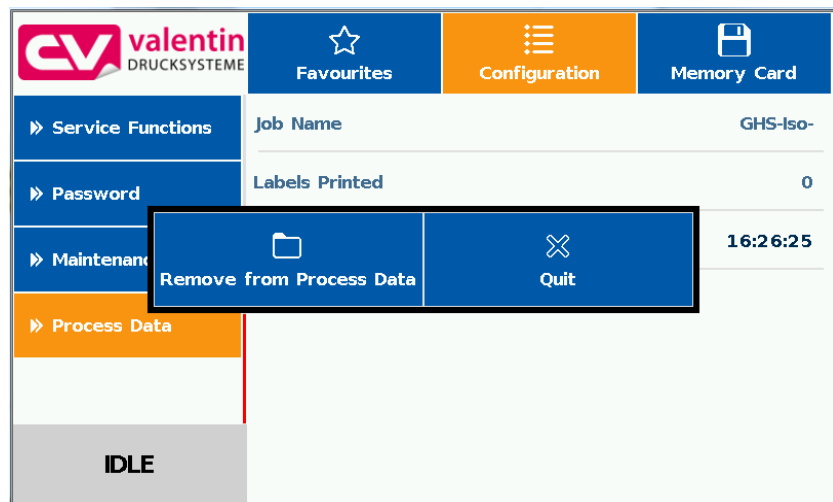 valentin
DRUCKSYSTEME
Favourites
Configuration
Memory Card
Service Functions
Job Name
GHS-Iso-
Password
Labels Printed
0
16:26:25
Remove from Process Data
Quit
Process Data
IDLE